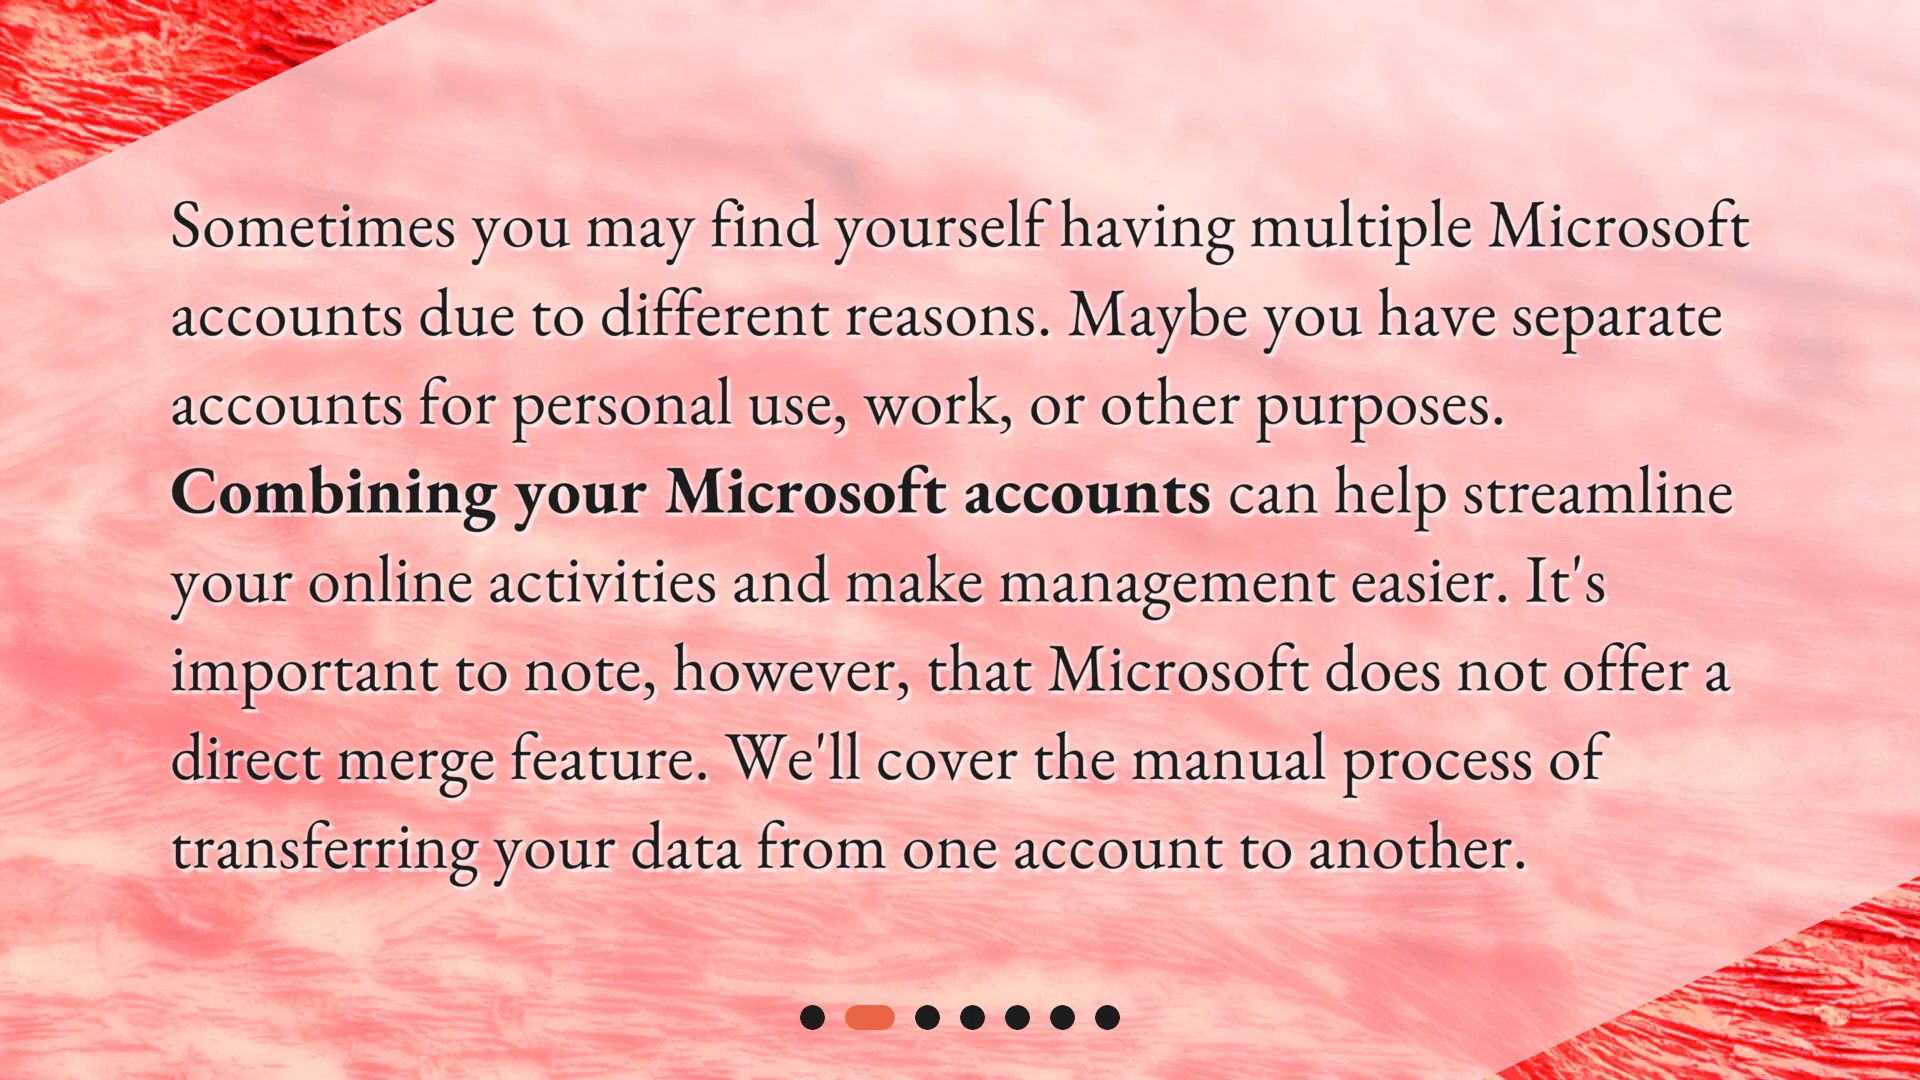 Sometimes you may find yourself having multiple Microsoft
accounts due to different reasons. Maybe you have separate
accounts for personal use, work, or other purposes.
Combining your Microsoft accounts can help streamline
your online activities and make management easier. It's
important to note, however, that Microsoft does not offer a
direct merge feature. We'll cover the manual process of
transferring your data from one account to another.